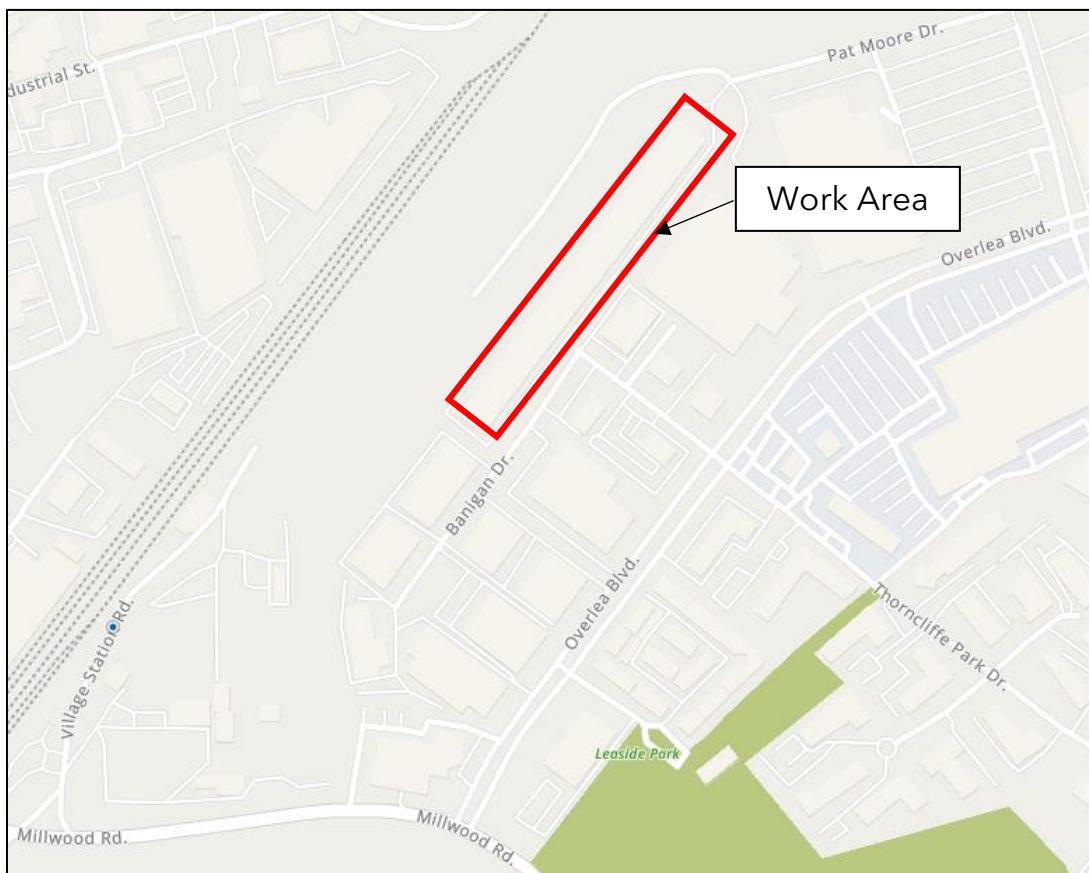 dustrial St.
Pat Moore Dr.
Work Area
Overlea Blvd.
Banigan Dr.
Overlea Blvd.
Thorncliffe Park Dr.
Village Station Rd.
Leaside Park
Millwood Rd.
Millwood Rd.